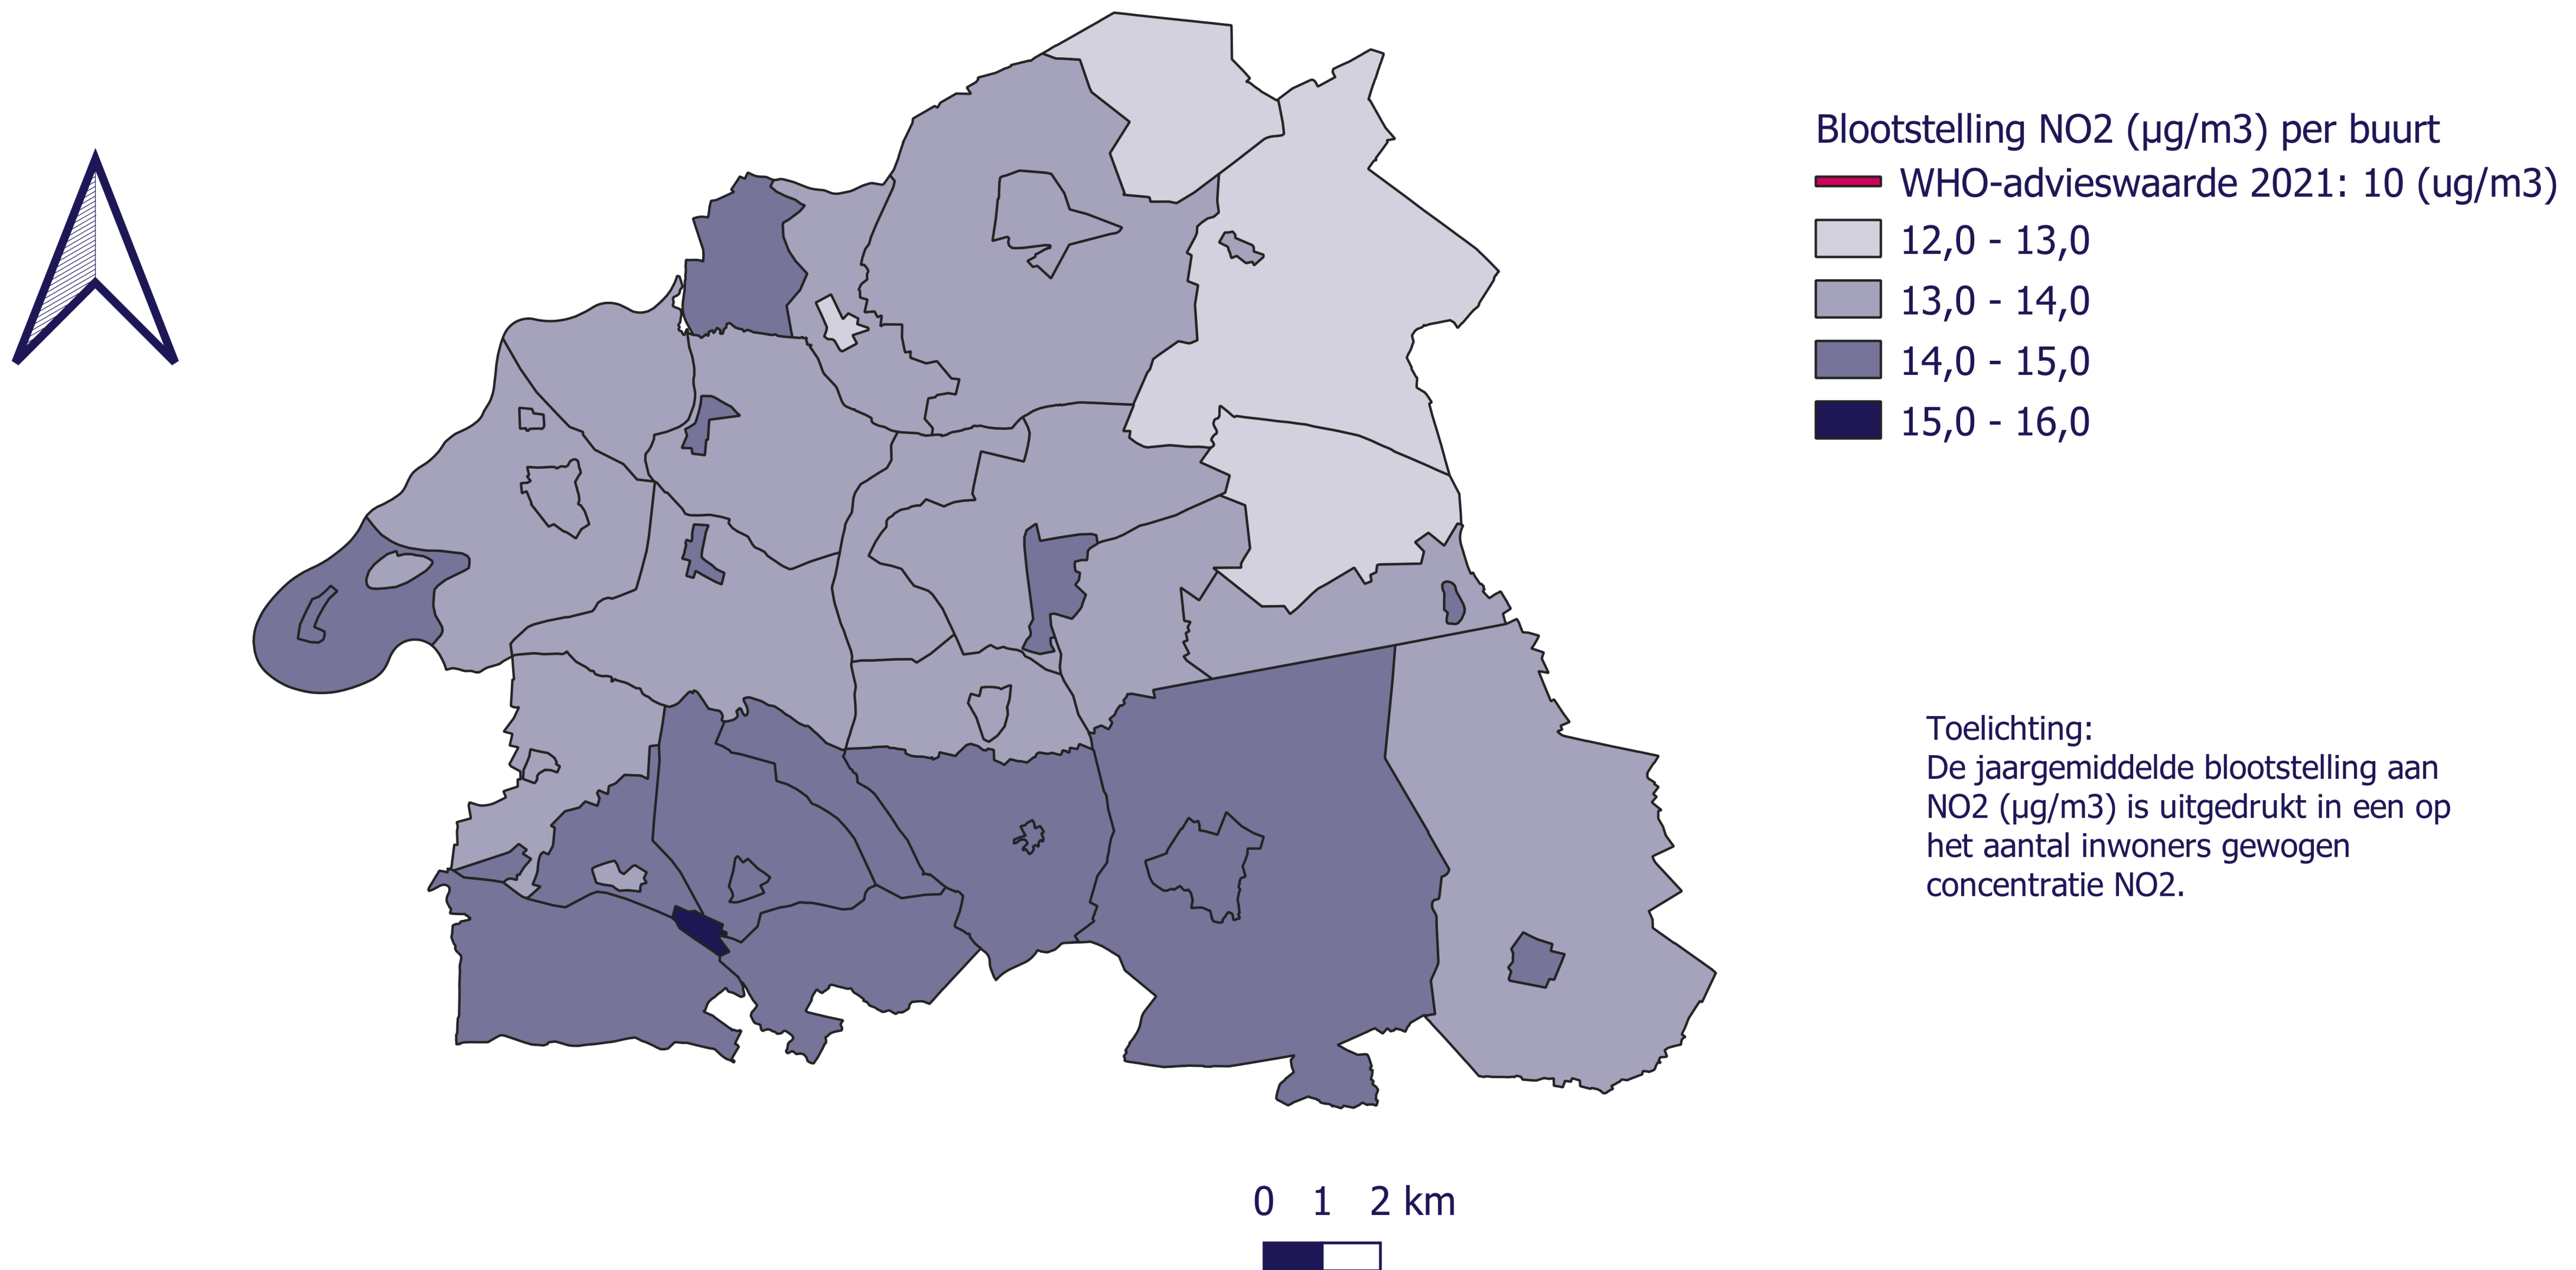 Blootstelling NO2 (µg/m3) per buurt
WHO-advieswaarde 2021: 10 (ug/m3)
12,0 - 13,0
13,0 - 14,0
14,0 - 15,0
15,0 - 16,0
Toelichting:
De jaargemiddelde blootstelling aan
NO2 (µg/m3) is uitgedrukt in een op
het aantal inwoners gewogen
concentratie NO2.
0 1 2 km